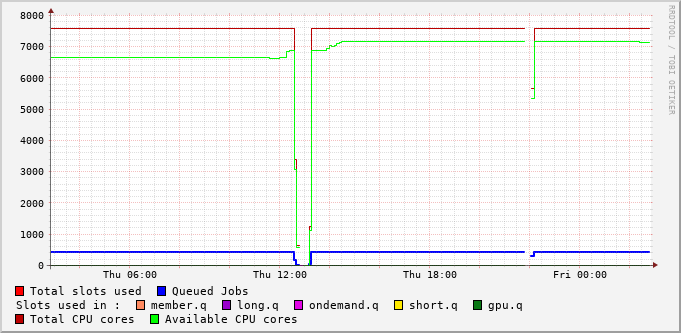 8000
7000
6000
5000
4000
3000
2000
1000
0
Thu 06:00 Thu 12:00 Thu 18:00 Fri 00:00
Total slots used Queued Jobs
Slots used in : member.q long.q ondemand.q short.q gpu.q
Total CPU cores Available CPU cores
RRDTOOL / TOBI OETIKER